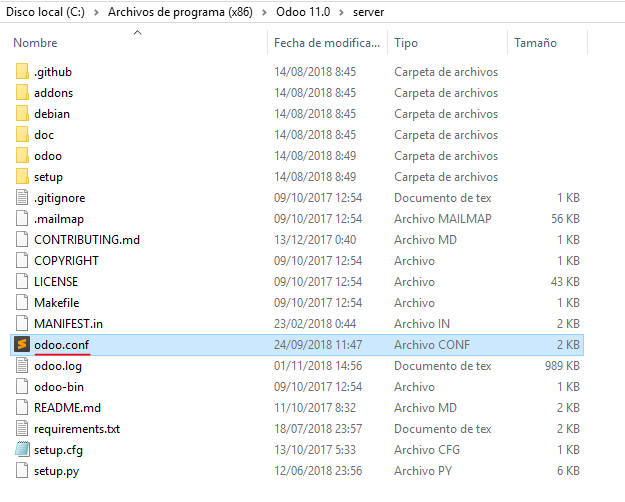 Disco local (C:) > Archivos de programa (x86) > Odoo 11.0 > server
Nombre Fecha de modifica... Tipo Tamaño
.github 14/08/2018 8:45 Carpeta de archivos
addons 14/08/2018 8:45 Carpeta de archivos
debian 14/08/2018 8:45 Carpeta de archivos
doc 14/08/2018 8:45 Carpeta de archivos
odoo 14/08/2018 8:49 Carpeta de archivos
setup 14/08/2018 8:49 Carpeta de archivos
.gitignore 09/10/2017 12:54 Documento de tex 1 KB
.mailmap 09/10/2017 12:54 Archivo MAILMAP 56 KB
CONTRIBUTING.md 13/12/2017 0:40 Archivo MD 2 KB
COPYRIGHT 09/10/2017 12:54 Archivo 1 KB
LICENSE 09/10/2017 12:54 Archivo 43 KB
Makefile 09/10/2017 12:54 Archivo 1 KB
MANIFEST.in 23/02/2018 0:44 Archivo IN 2 KB
odoo.conf 24/09/2018 11:47 Archivo CONF 2 KB
odoo.log 01/11/2018 14:56 Documento de tex 989 KB
odoo-bin 09/10/2017 12:54 Archivo 1 KB
README.md 11/10/2017 8:32 Archivo MD 2 KB
requirements.txt 18/07/2018 23:57 Documento de tex 2 KB
setup.cfg 13/10/2017 5:33 Archivo CFG 1 KB
setup.py 12/06/2018 23:56 Archivo PY 6 KB